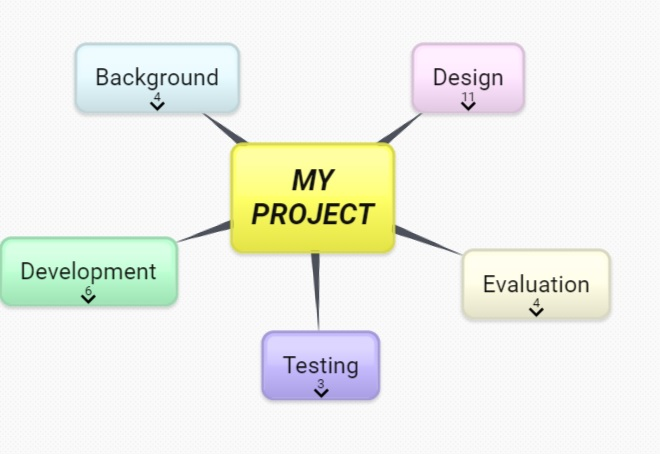 Background
4
Design
11
MY
PROJECT
Development
6
Evaluation
4
Testing
3